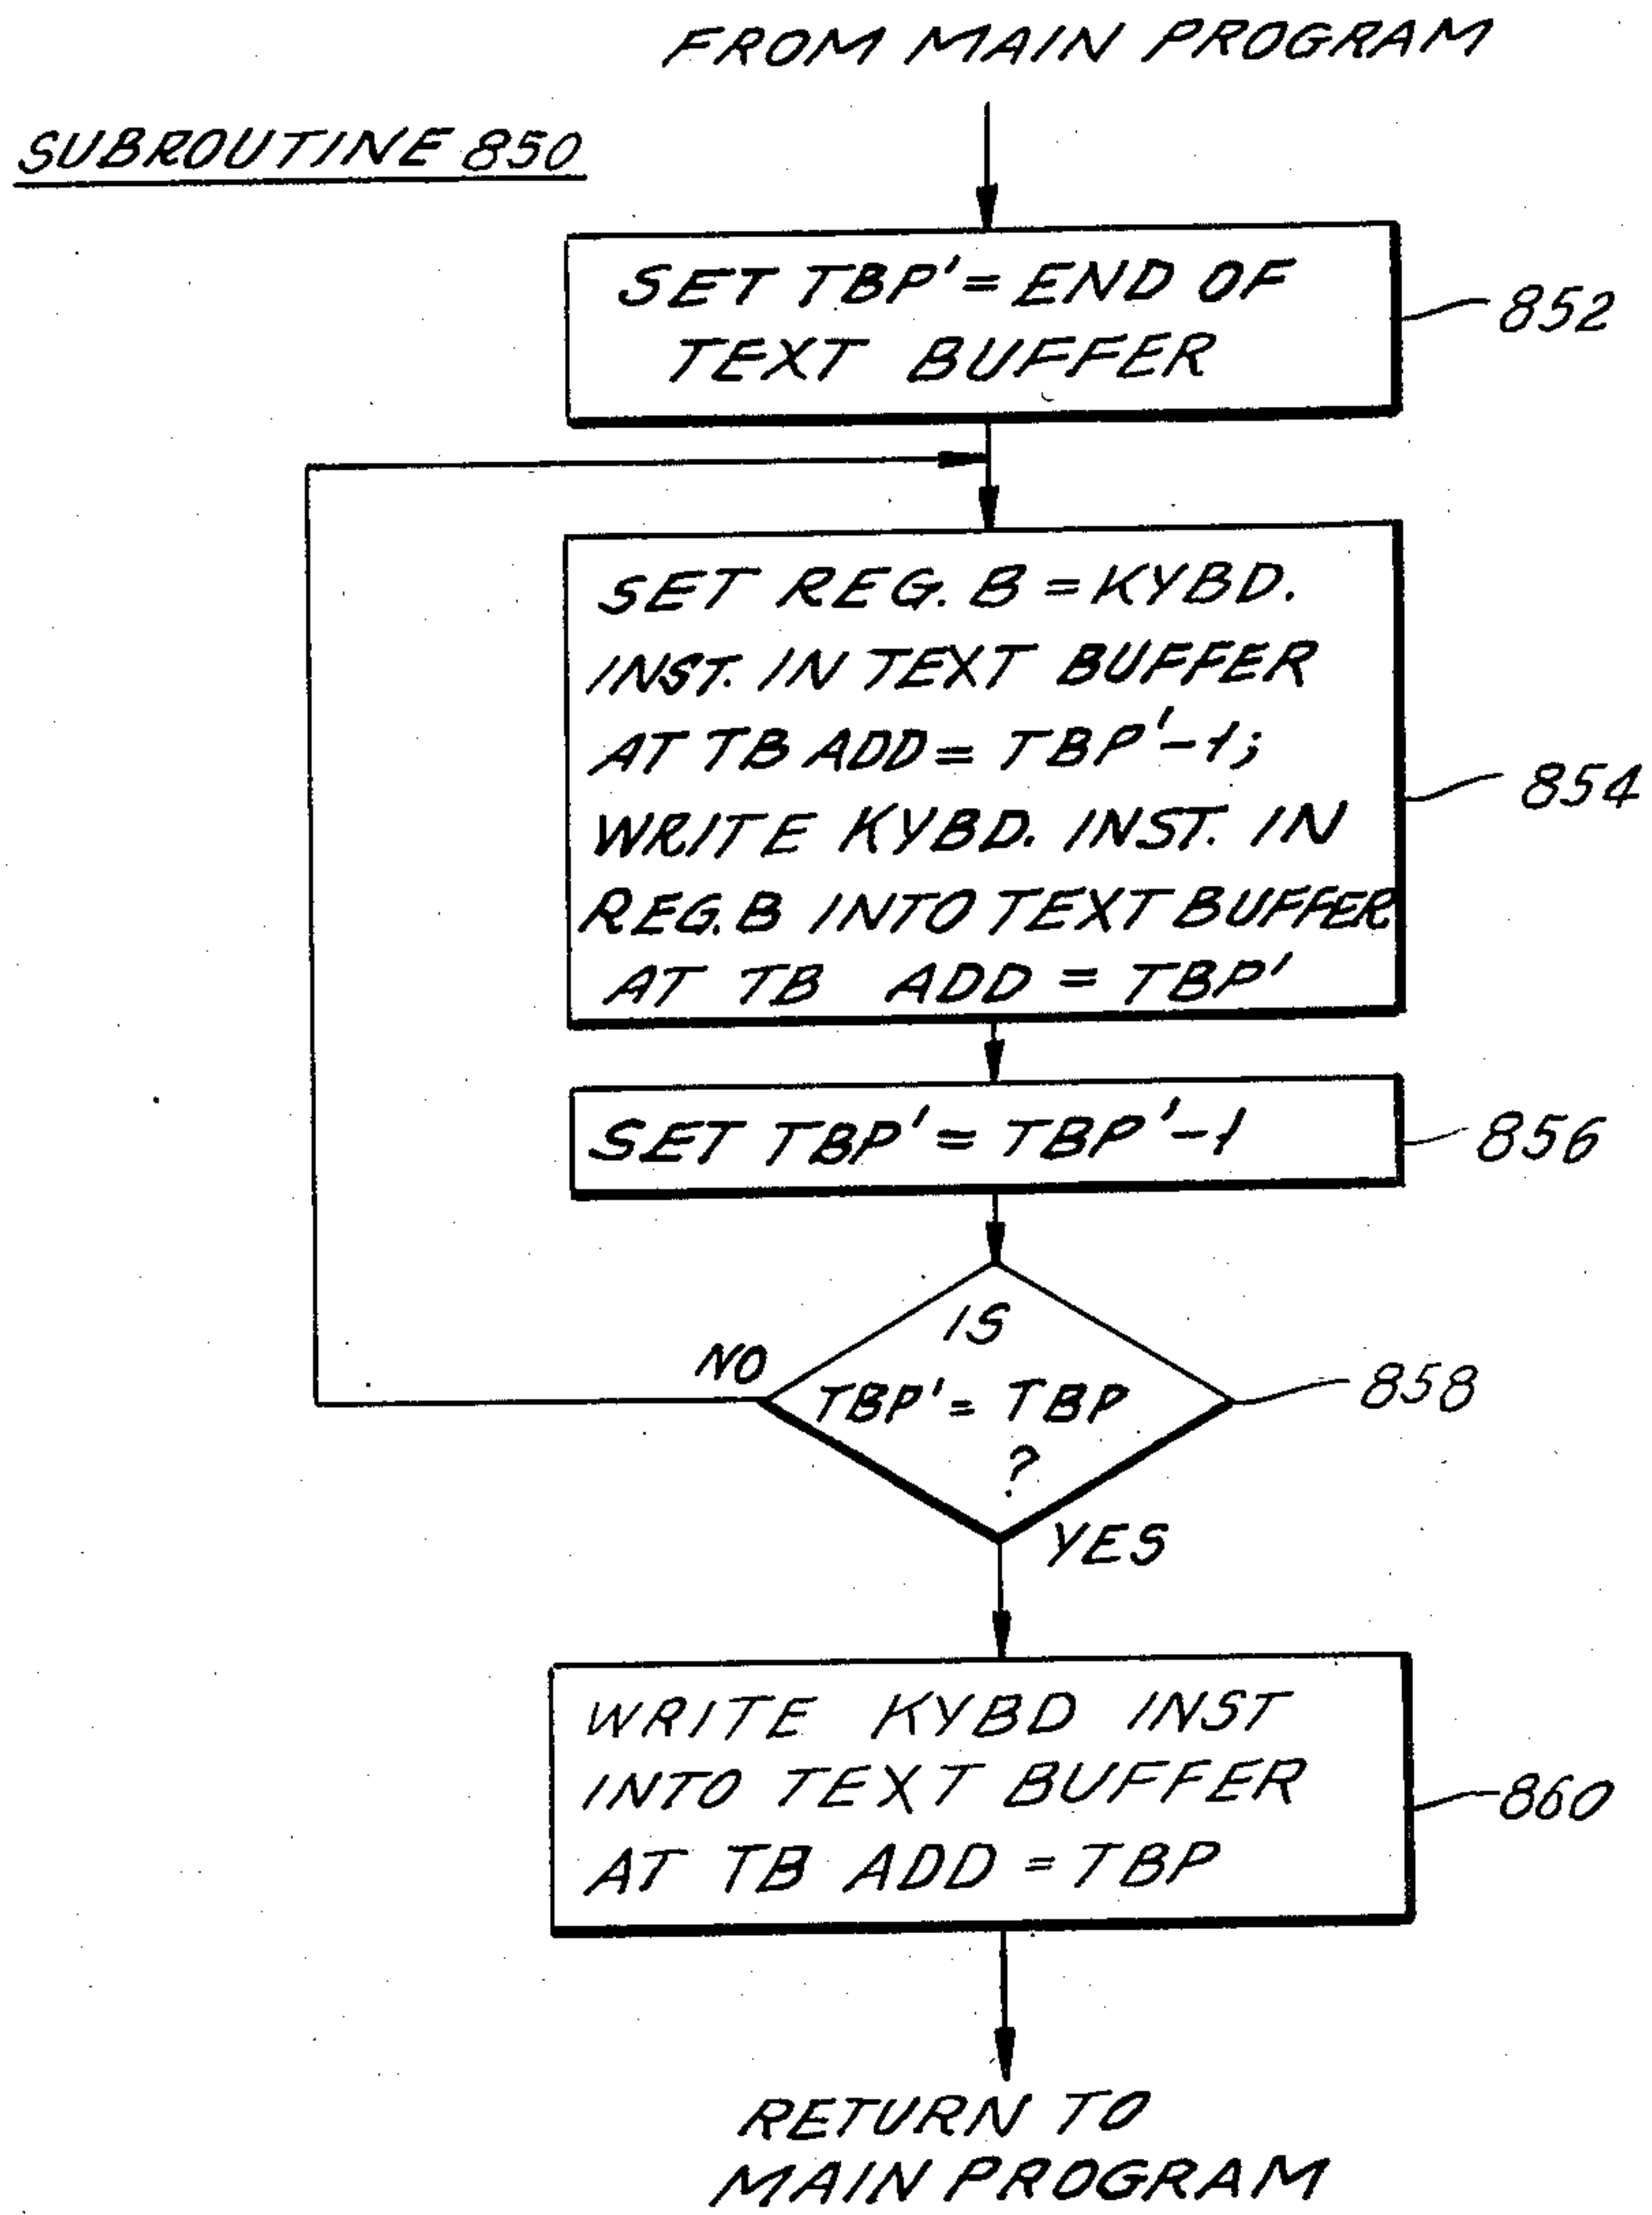 FROM MAIN PROGRAM
SUBROUTINE 850
SET TBP' = END OF
TEXT BUFFER
852
SET REG. B = KYBD.
INST. IN TEXT BUFFER
AT TB ADD = TBP'-1;
WRITE KYBD. INST. IN
REG. B INTO TEXT BUFFER
AT TB ADD = TBP'
854
SET TBP' = TBP'-1
856
IS
TBP' = TBP
?
NO
858
YES
WRITE KYBD INST
INTO TEXT BUFFER
AT TB ADD = TBP
860
RETURN TO
MAIN PROGRAM